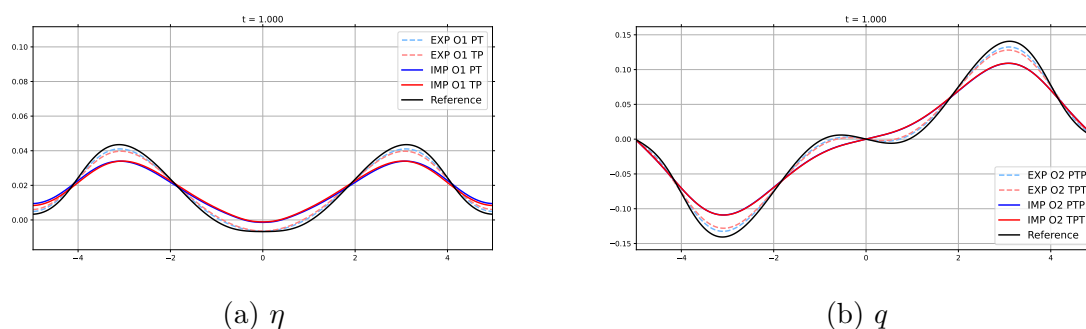 t = 1.000
0.10
0.08
0.06
0.04
0.02
0.00
−4
−2
0
2
4
EXP O1 PT
EXP O1 TP
IMP O1 PT
IMP O1 TP
Reference
(a) η
t = 1.000
0.15
0.10
0.05
0.00
−0.05
−0.10
−0.15
−4
−2
0
2
4
EXP O2 PTP
EXP O2 TPT
IMP O2 PTP
IMP O2 TPT
Reference
(b) q